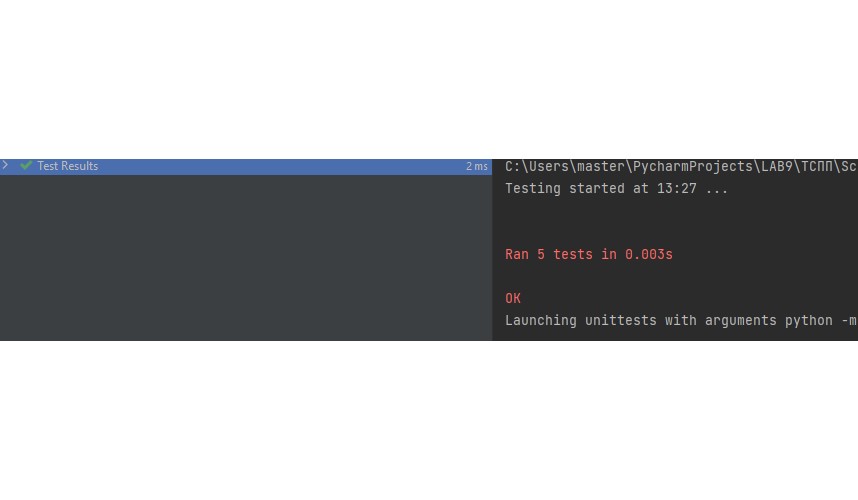 Test Results 2 ms
C:\Users\master\PycharmProjects\LAB9\ТСПП\Sc
Testing started at 13:27 ...
Ran 5 tests in 0.003s
OK
Launching unittests with arguments python -m